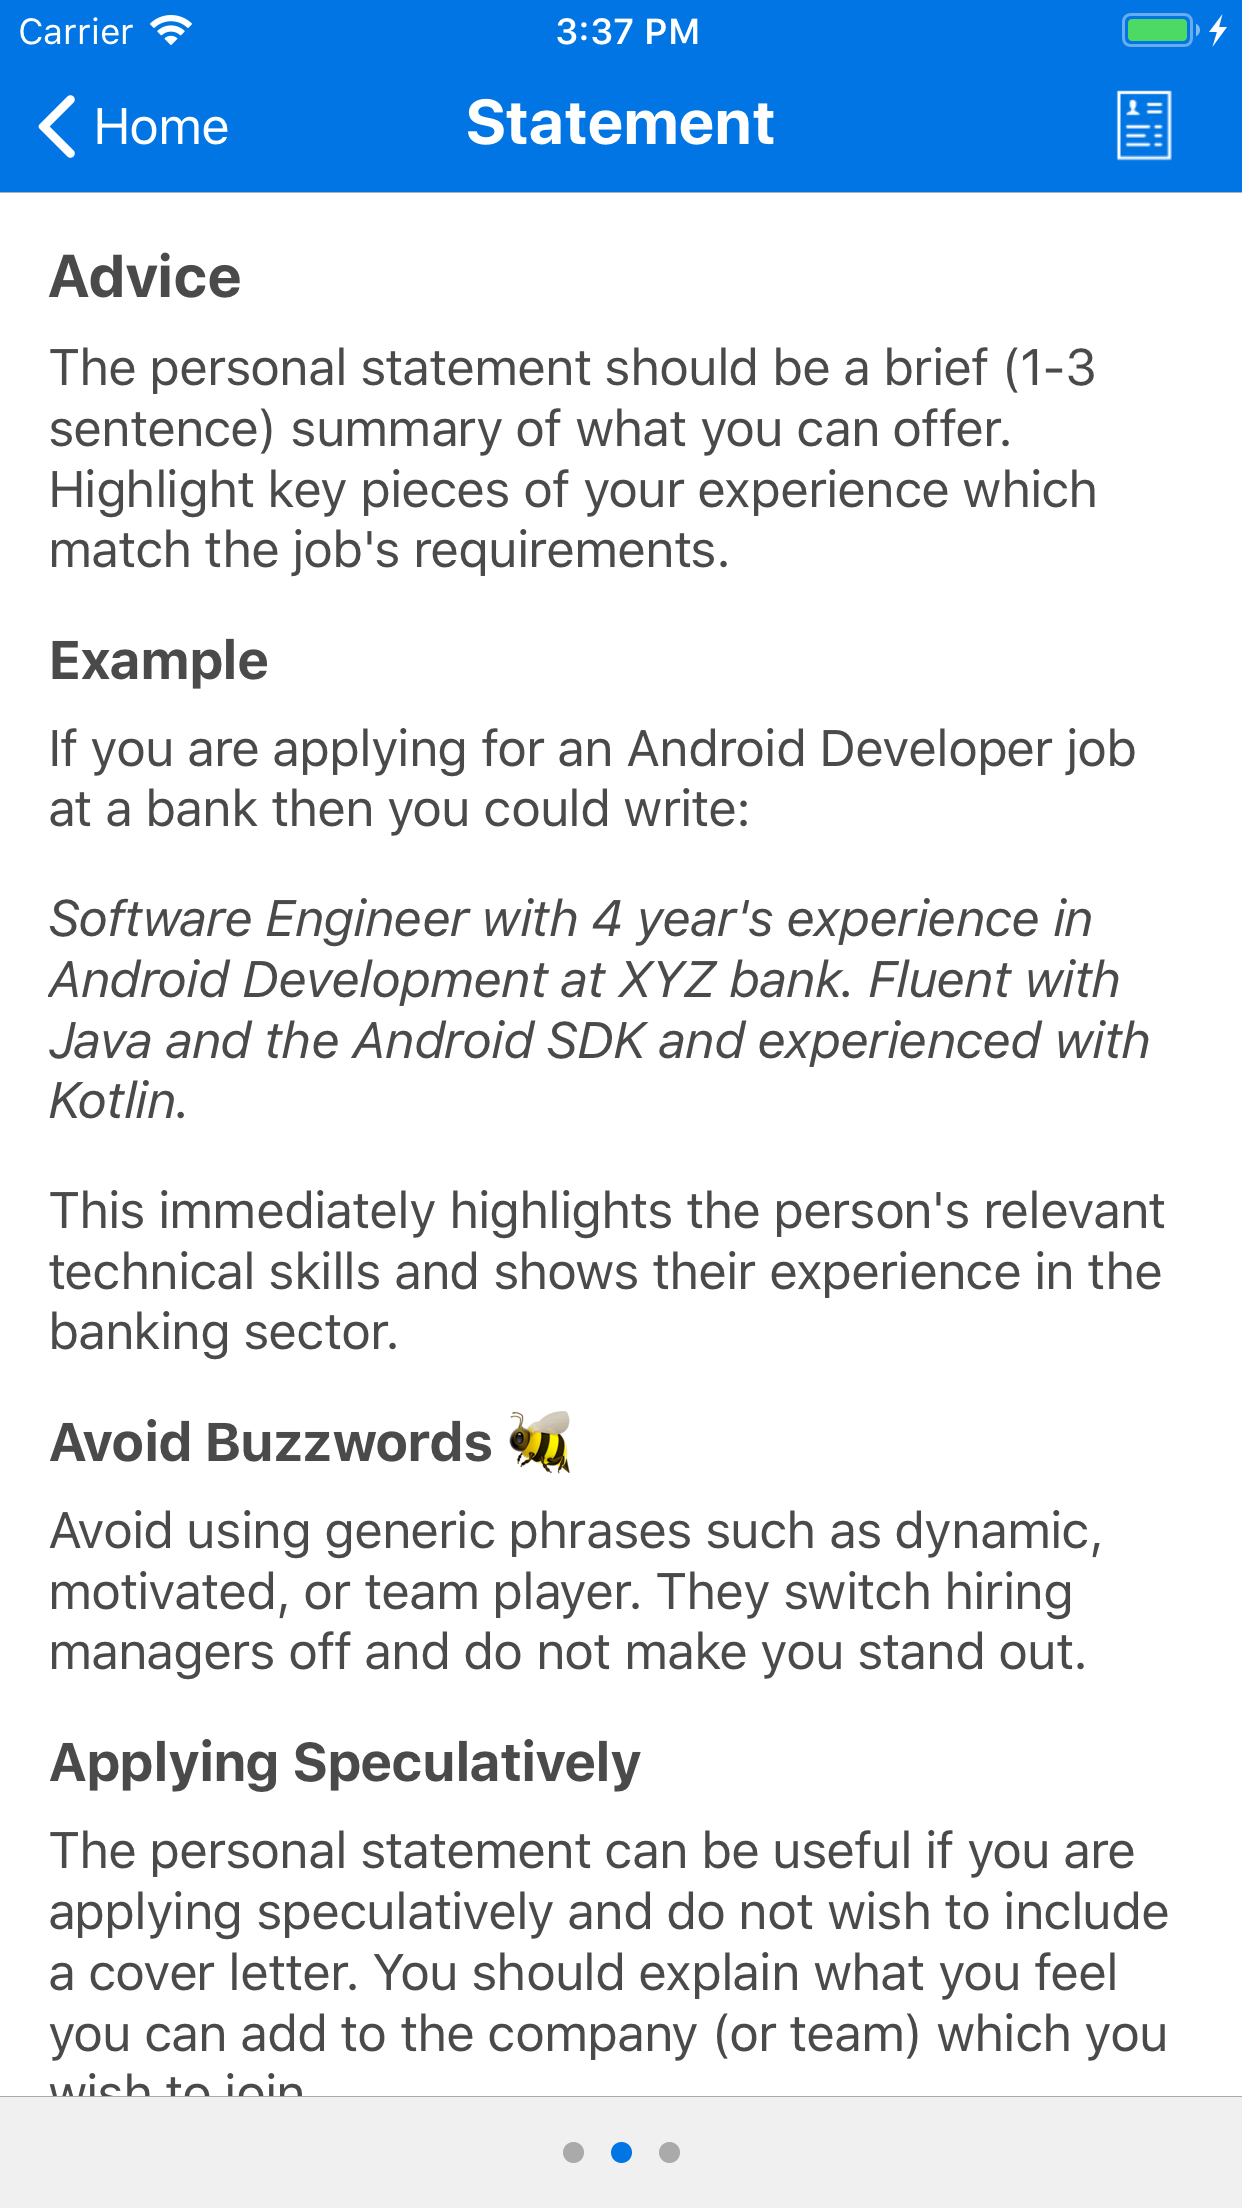 Carrier
3:37 PM
Home
Statement
Advice
The personal statement should be a brief (1-3
sentence) summary of what you can offer.
Highlight key pieces of your experience which
match the job's requirements.
Example
If you are applying for an Android Developer job
at a bank then you could write:
Software Engineer with 4 year's experience in
Android Development at XYZ bank. Fluent with
Java and the Android SDK and experienced with
Kotlin.
This immediately highlights the person's relevant
technical skills and shows their experience in the
banking sector.
Avoid Buzzwords 🐝
Avoid using generic phrases such as dynamic,
motivated, or team player. They switch hiring
managers off and do not make you stand out.
Applying Speculatively
The personal statement can be useful if you are
applying speculatively and do not wish to include
a cover letter. You should explain what you feel
you can add to the company (or team) which you
wish to join